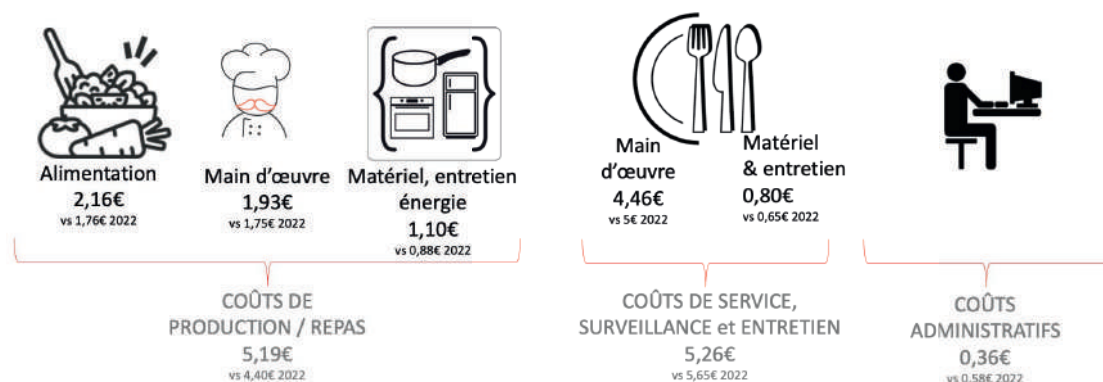 Alimentation
2,16€
vs 1,76€ 2022
Main d'œuvre
1,93€
vs 1,75€ 2022
Matériel, entretien
énergie
1,10€
vs 0,88€ 2022
COÛTS DE
PRODUCTION / REPAS
5,19€
vs 4,40€ 2022
Main
d'œuvre
4,46€
vs 5€ 2022
Matériel
& entretien
0,80€
vs 0,65€ 2022
COÛTS DE SERVICE,
SURVEILLANCE et ENTRETIEN
5,26€
vs 5,65€ 2022
COÛTS
ADMINISTRATIFS
0,36€
vs 0,58€ 2022